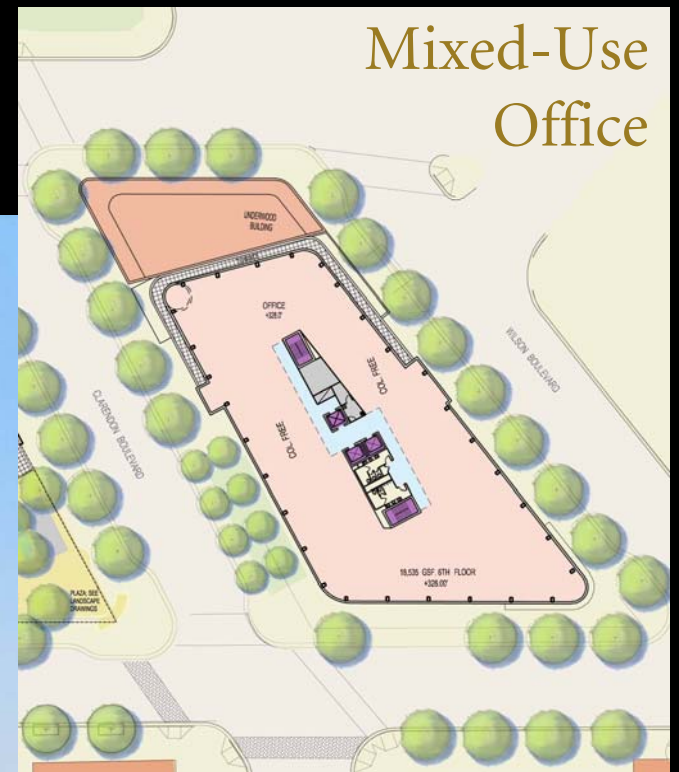 Mixed-Use
Office
UNDERWOOD
BUILDING
OFFICE
+328.0'
WILSON BOULEVARD
COL. FREE
CLARENDON BOULEVARD
COL. FREE
16,535 GSF 6TH FLOOR
+328.00'
PLAZA, SEE
LANDSCAPE
DRAWINGS